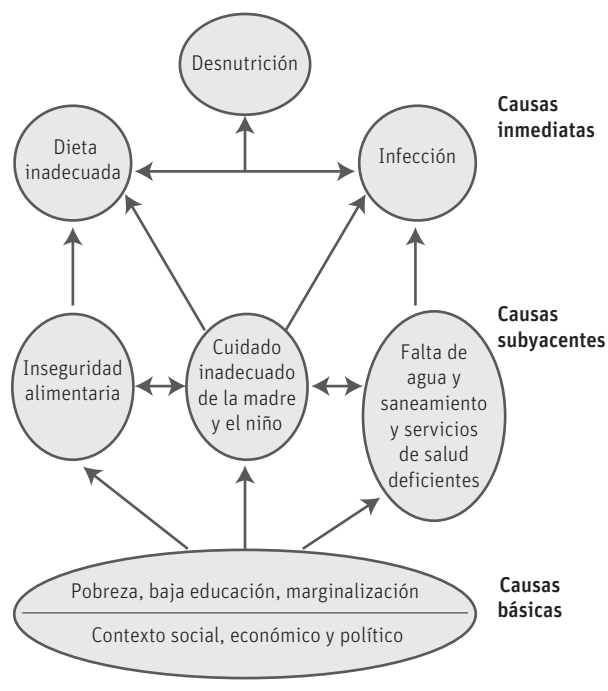 Desnutrición
Causas
inmediatas
Dieta
inadecuada
Infección
Causas
subyacentes
Inseguridad
alimentaria
Cuidado
inadecuado
de la madre
y el niño
Falta de
agua y
saneamiento
y servicios
de salud
deficientes
Pobreza, baja educación, marginalización
Contexto social, económico y político
Causas
básicas